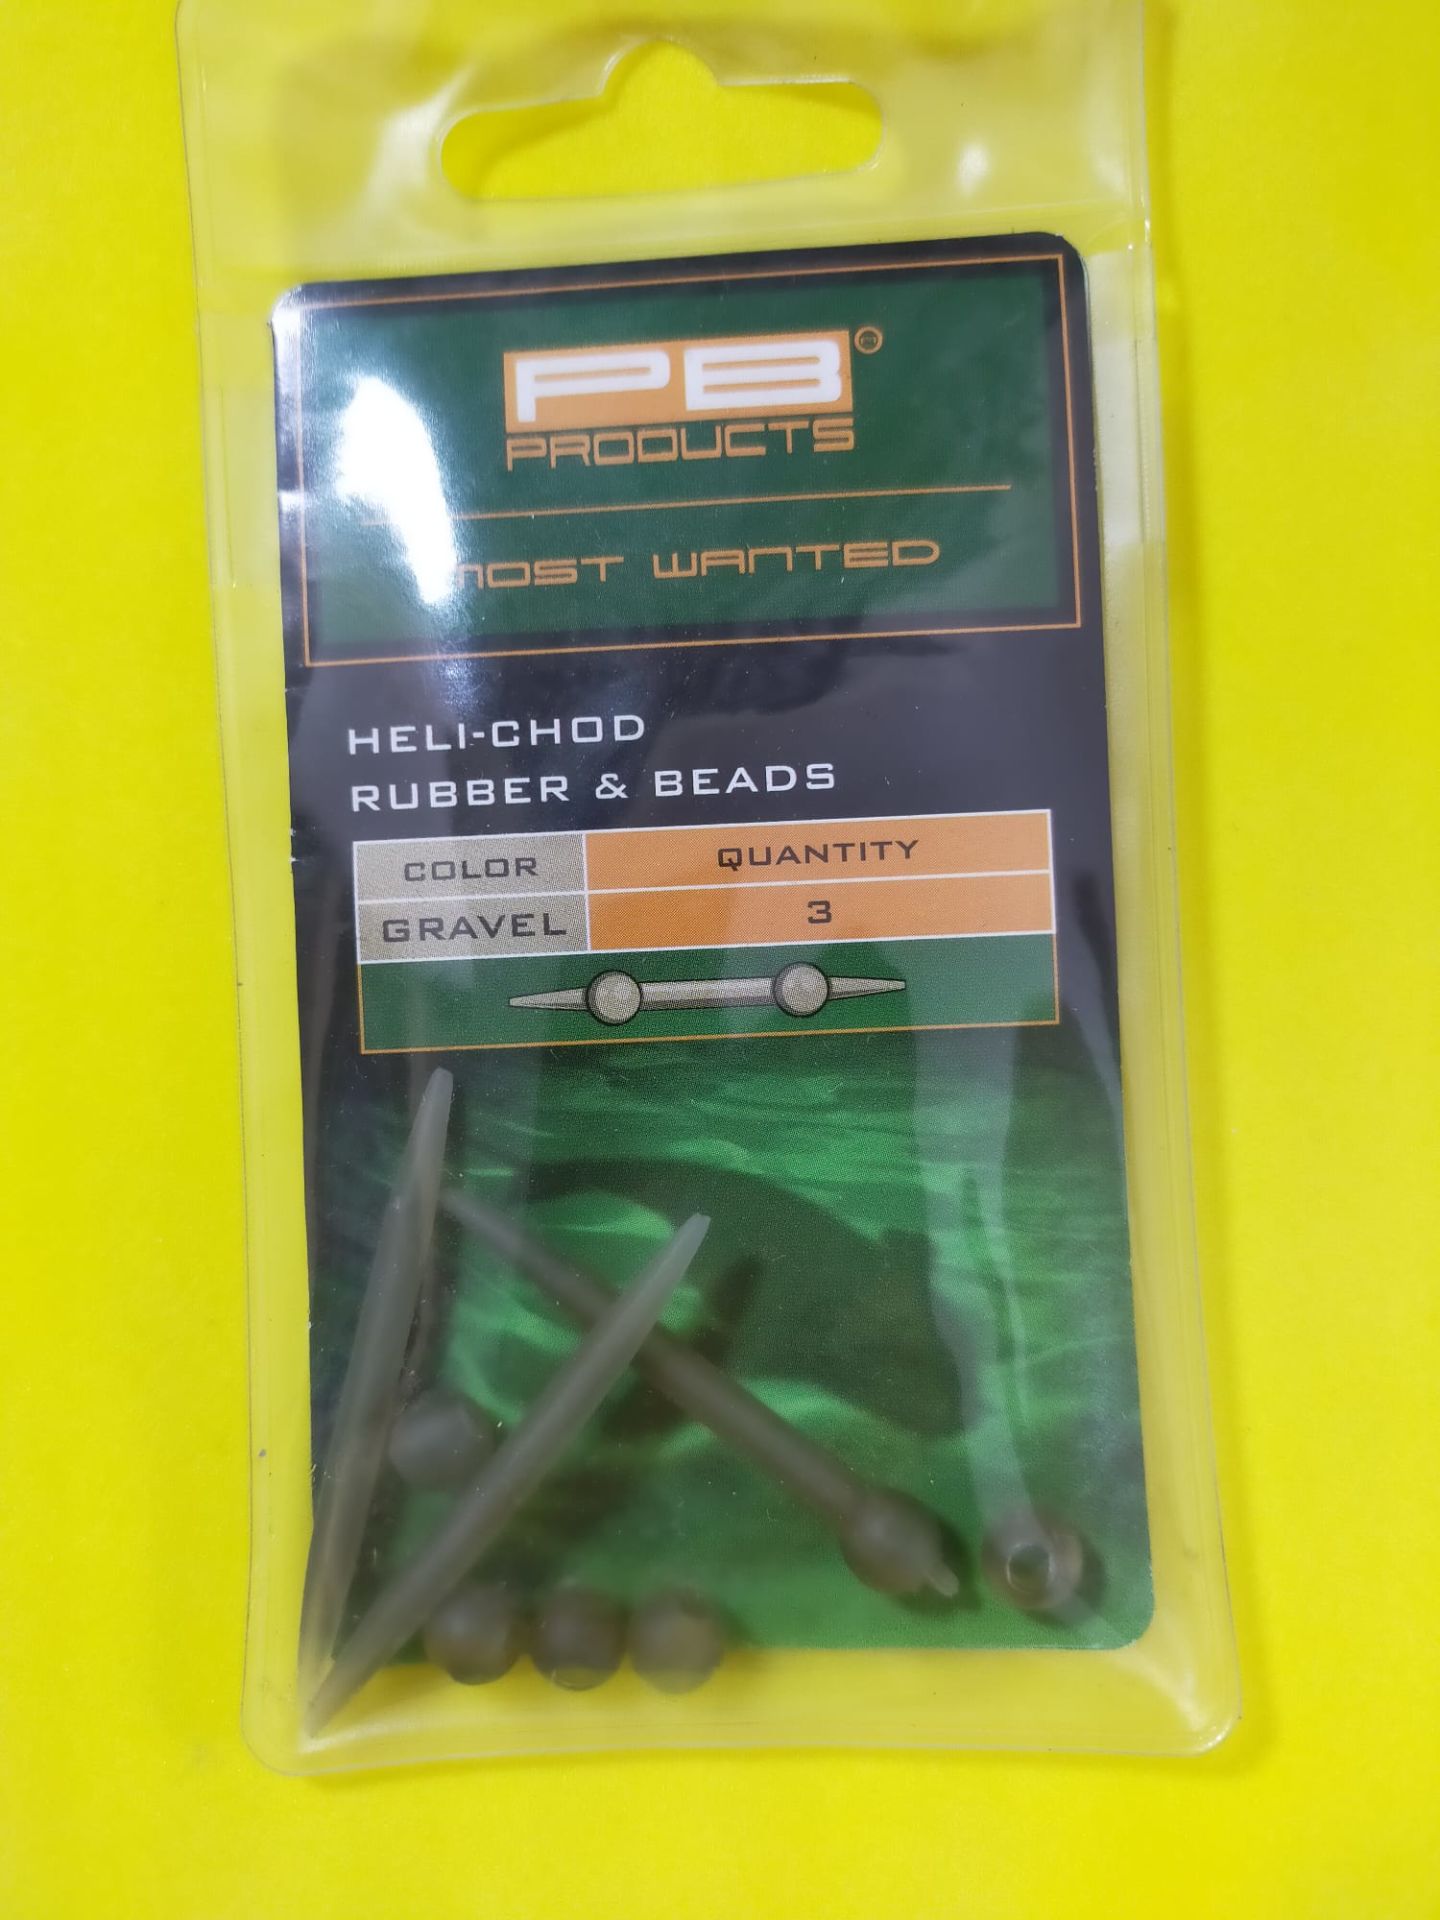 PB
PRODUCTS
MOST WANTED
HELI-CHOD
RUBBER & BEADS
COLOR QUANTITY
GRAVEL 3